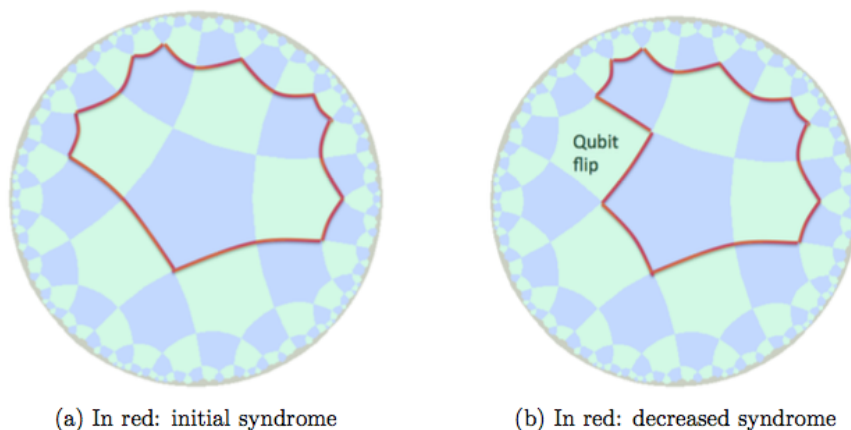 Qubit
flip
(a) In red: initial syndrome
(b) In red: decreased syndrome